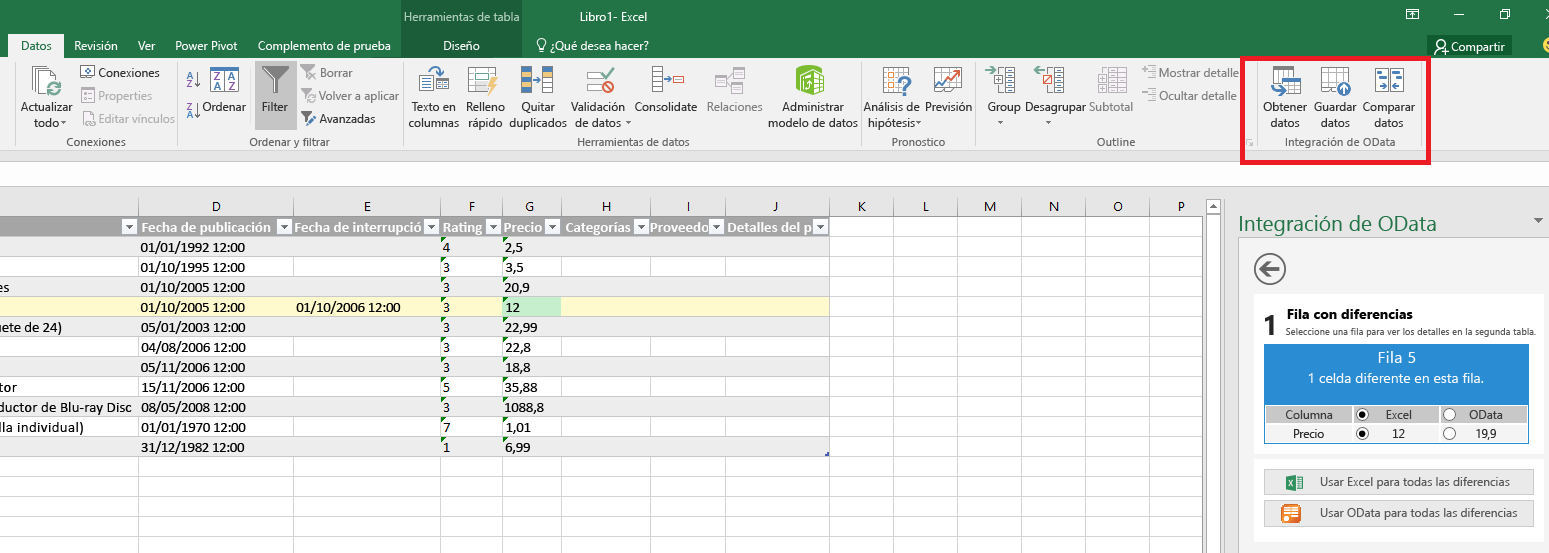 Herramientas de tabla Libro1- Excel
Datos Revisión Ver Power Pivot Complemento de prueba Diseño ¿Qué desea hacer? Compartir
Actualizar todo
Conexiones
Properties
Editar vínculos
Conexiones
A Z
Z A
Z A A Z
Ordenar
Filter
Borrar
Volver a aplicar
Avanzadas
Ordenar y filtrar
Texto en columnas
Relleno rápido
Quitar duplicados
Validación de datos
Consolidate
Relaciones
Administrar modelo de datos
Herramientas de datos
Análisis de hipótesis
Previsión
Pronostico
Group
Desagrupar
Subtotal
Mostrar detalle
Ocultar detalle
Outline
Obtener datos
Guardar datos
Comparar datos
Integración de OData
D E F G H I J K L M N O P
Fecha de publicación Fecha de interrupció Rating Precio Categorías Proveedo Detalles del p
01/01/1992 12:00 4 2,5
01/10/1995 12:00 3 3,5
es 01/10/2005 12:00 3 20,9
01/10/2005 12:00 01/10/2006 12:00 3 12
uete de 24) 05/01/2003 12:00 3 22,99
04/08/2006 12:00 3 22,8
05/11/2006 12:00 3 18,8
tor 15/11/2006 12:00 5 35,88
ductor de Blu-ray Disc 08/05/2008 12:00 3 1088,8
lla individual) 01/01/1970 12:00 7 1,01
31/12/1982 12:00 1 6,99
Integración de OData
1 Fila con diferencias
Seleccione una fila para ver los detalles en la segunda tabla.
Fila 5
1 celda diferente en esta fila.
Columna Excel OData
Precio 12 19,9
Usar Excel para todas las diferencias
Usar OData para todas las diferencias